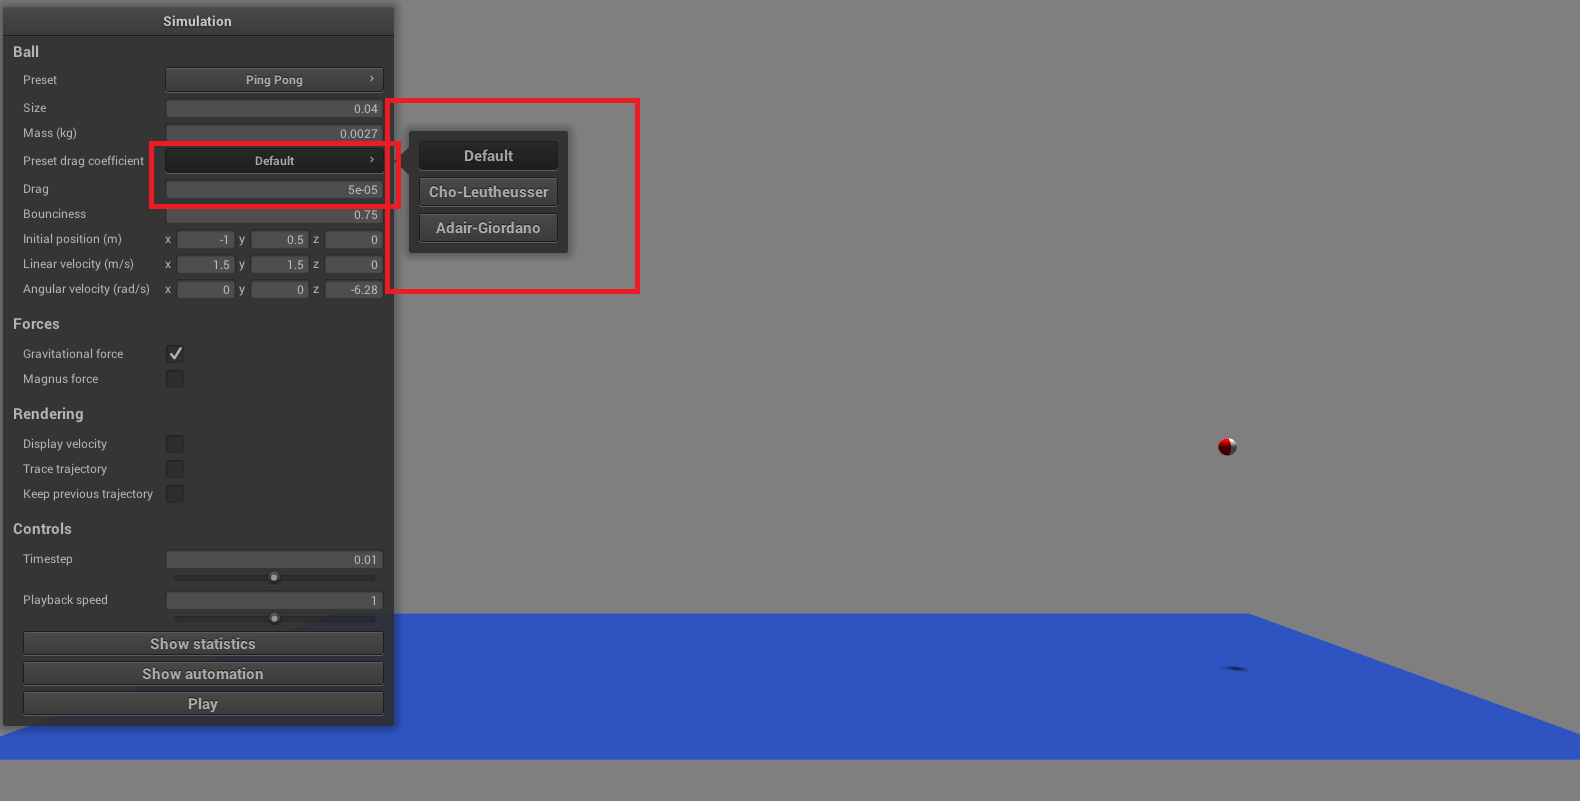 Simulation
Ball
Preset Ping Pong ›
Size 0.04
Mass (kg) 0.0027
Preset drag coefficient Default ›
Drag 5e-05
Bounciness 0.75
Initial position (m) x -1 y 0.5 z 0
Linear velocity (m/s) x 1.5 y 1.5 z 0
Angular velocity (rad/s) x 0 y 0 z -6.28
Default
Cho-Leutheusser
Adair-Giordano
Forces
Gravitational force
Magnus force
Rendering
Display velocity
Trace trajectory
Keep previous trajectory
Controls
Timestep 0.01
Playback speed 1
Show statistics
Show automation
Play